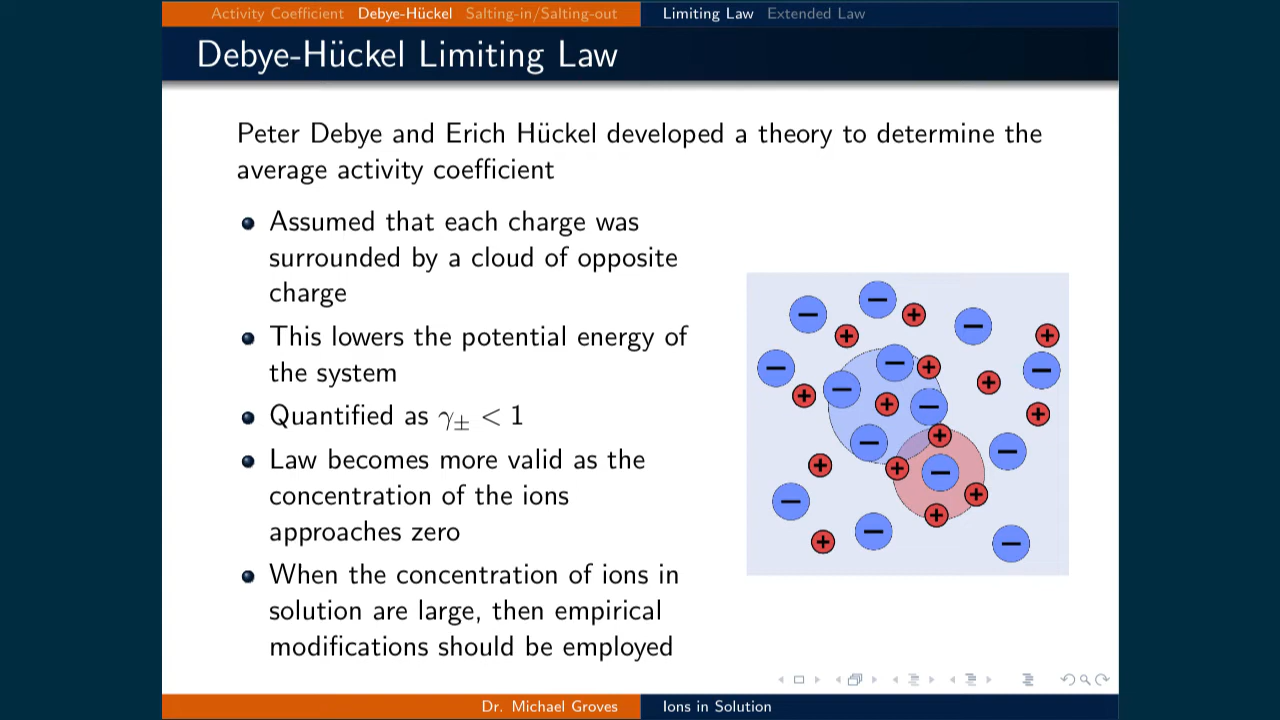 Activity Coefficient Debye-Hückel Salting-in/Salting-out Limiting Law Extended Law
Debye-Hückel Limiting Law
Peter Debye and Erich Hückel developed a theory to determine the
average activity coefficient
Assumed that each charge was
surrounded by a cloud of opposite
charge
This lowers the potential energy of
the system
Quantified as γ± < 1
Law becomes more valid as the
concentration of the ions
approaches zero
When the concentration of ions in
solution are large, then empirical
modifications should be employed
Dr. Michael Groves Ions in Solution